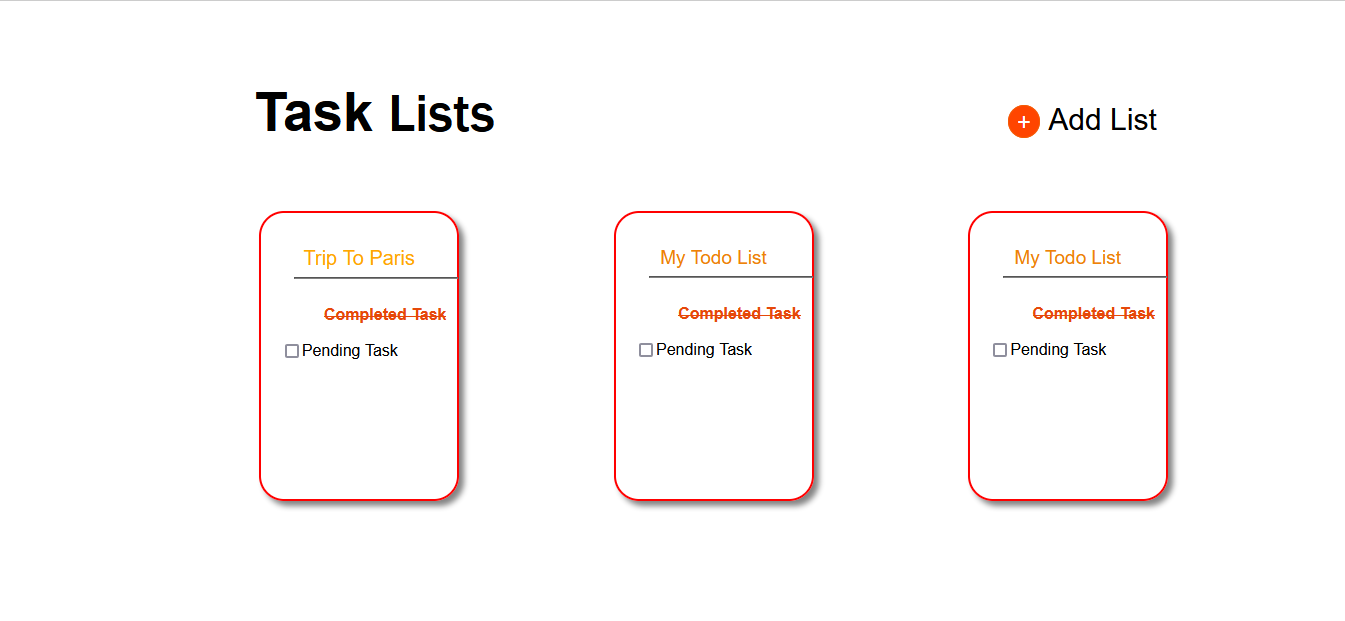 Task Lists
+ Add List
Trip To Paris
Completed Task
Pending Task
My Todo List
Completed Task
Pending Task
My Todo List
Completed Task
Pending Task